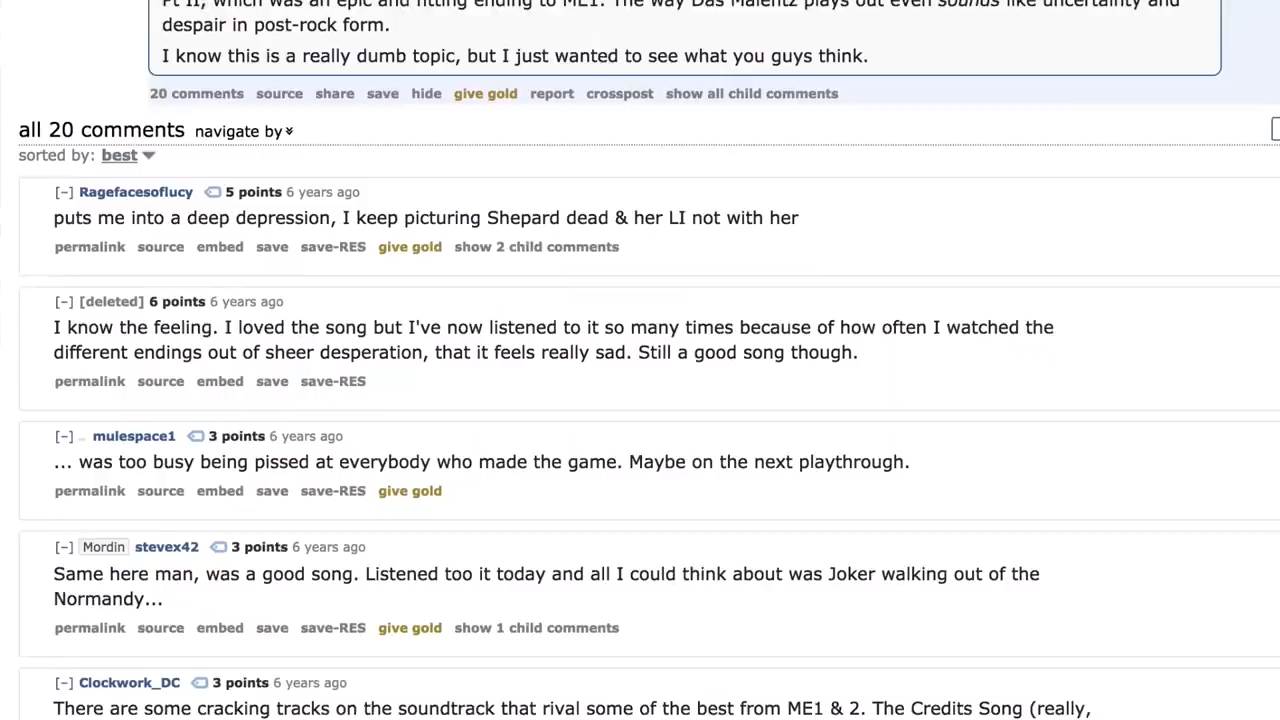 Pt II, which was an epic and fitting ending to ME1. The way Das Malefitz plays out even sounds like uncertainty and
despair in post-rock form.
I know this is a really dumb topic, but I just wanted to see what you guys think.
20 comments source share save hide give gold report crosspost show all child comments
all 20 comments navigate by
sorted by: best
[–] Ragefacesoflucy 5 points 6 years ago
puts me into a deep depression, I keep picturing Shepard dead & her LI not with her
permalink source embed save save-RES give gold show 2 child comments
[–] [deleted] 6 points 6 years ago
I know the feeling. I loved the song but I've now listened to it so many times because of how often I watched the
different endings out of sheer desperation, that it feels really sad. Still a good song though.
permalink source embed save save-RES
[–] mulespace1 3 points 6 years ago
... was too busy being pissed at everybody who made the game. Maybe on the next playthrough.
permalink source embed save save-RES give gold
[–] Mordin stevex42 3 points 6 years ago
Same here man, was a good song. Listened too it today and all I could think about was Joker walking out of the
Normandy...
permalink source embed save save-RES give gold show 1 child comments
[–] Clockwork_DC 3 points 6 years ago
There are some cracking tracks on the soundtrack that rival some of the best from ME1 & 2. The Credits Song (really,